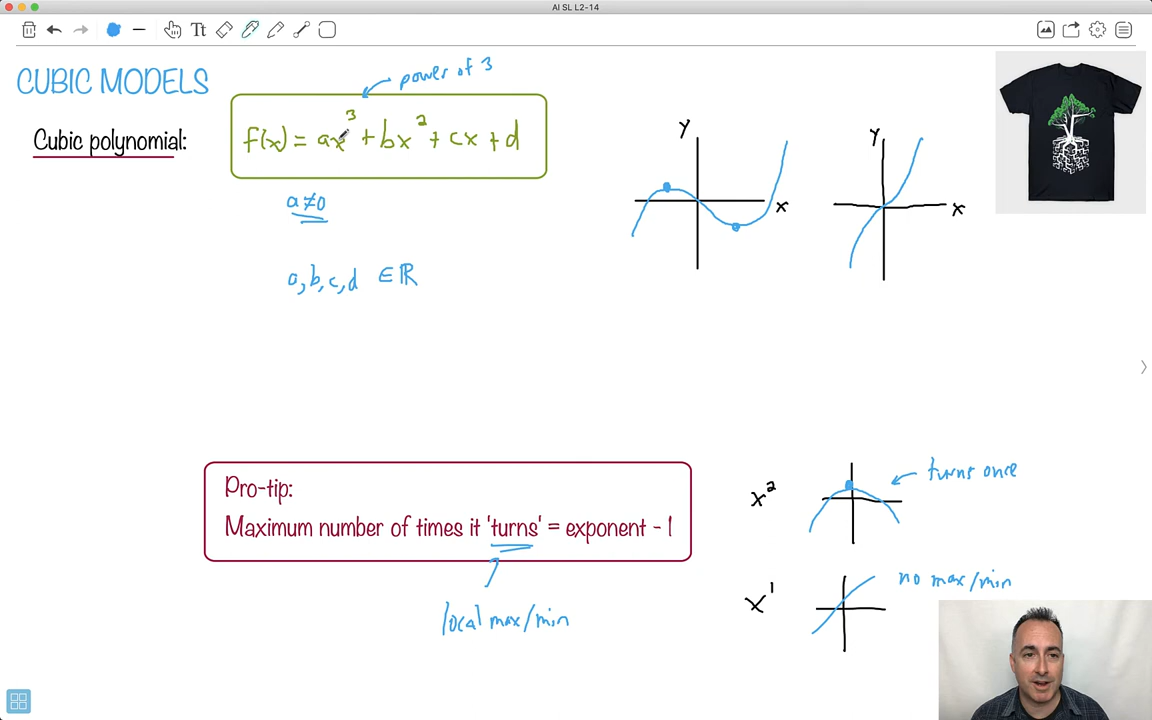 AI SL L2-14
Tt
CUBIC MODELS
power of 3
Cubic polynomial:
f(x) = ax³ + bx² + cx + d
a≠0
a, b, c, d ∈ ℝ
y
x
y
x
Pro-tip:
Maximum number of times it 'turns' = exponent - 1
local max/min
x²
turns once
x¹
no max/min